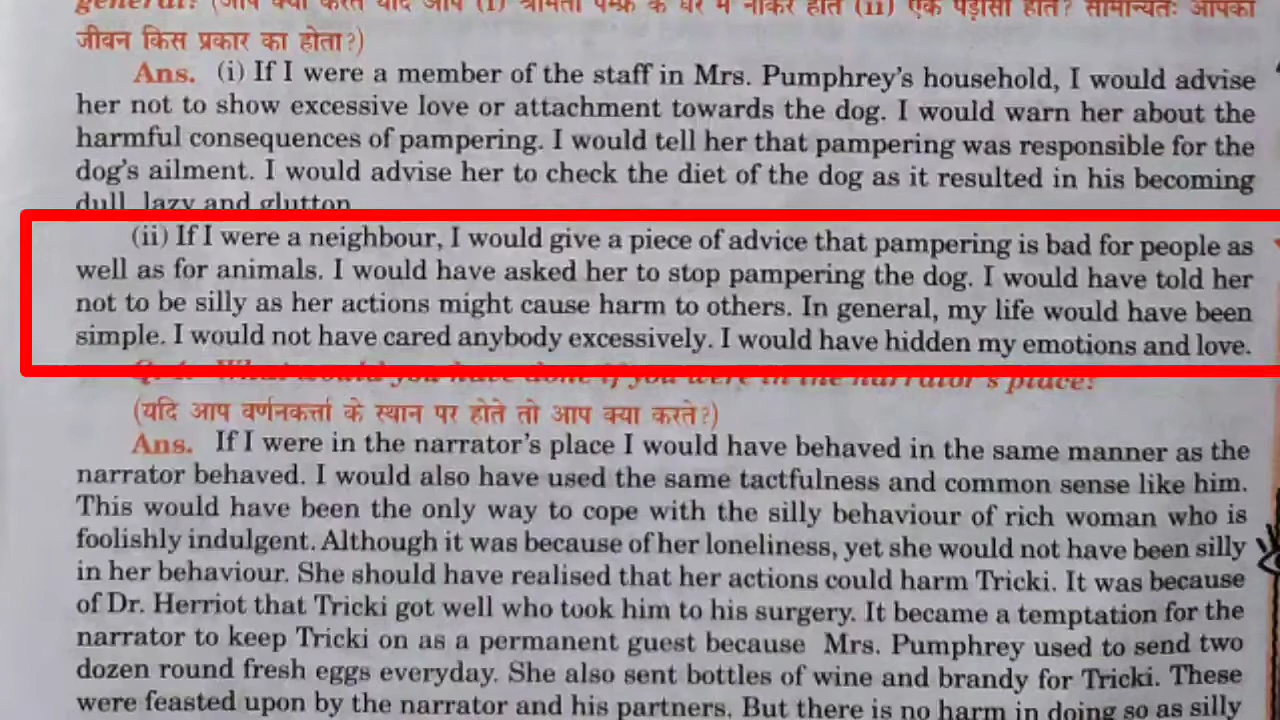 general? (आप क्या करते यदि आप (i) श्रीमती पम्फ्रे के घर में नौकर होते (ii) एक पड़ोसी होते? सामान्यतः आपका
जीवन किस प्रकार का होता?)
Ans. (i) If I were a member of the staff in Mrs. Pumphrey's household, I would advise
her not to show excessive love or attachment towards the dog. I would warn her about the
harmful consequences of pampering. I would tell her that pampering was responsible for the
dog's ailment. I would advise her to check the diet of the dog as it resulted in his becoming
dull, lazy and glutton
(ii) If I were a neighbour, I would give a piece of advice that pampering is bad for people as
well as for animals. I would have asked her to stop pampering the dog. I would have told her
not to be silly as her actions might cause harm to others. In general, my life would have been
simple. I would not have cared anybody excessively. I would have hidden my emotions and love.
What would you have done if you were in the narrator's place?
(यदि आप वर्णनकर्त्ता के स्थान पर होते तो आप क्या करते?)
Ans. If I were in the narrator's place I would have behaved in the same manner as the
narrator behaved. I would also have used the same tactfulness and common sense like him.
This would have been the only way to cope with the silly behaviour of rich woman who is
foolishly indulgent. Although it was because of her loneliness, yet she would not have been silly
in her behaviour. She should have realised that her actions could harm Tricki. It was because
of Dr. Herriot that Tricki got well who took him to his surgery. It became a temptation for the
narrator to keep Tricki on as a permanent guest because Mrs. Pumphrey used to send two
dozen round fresh eggs everyday. She also sent bottles of wine and brandy for Tricki. These
were feasted upon by the narrator and his partners. But there is no harm in doing so as silly